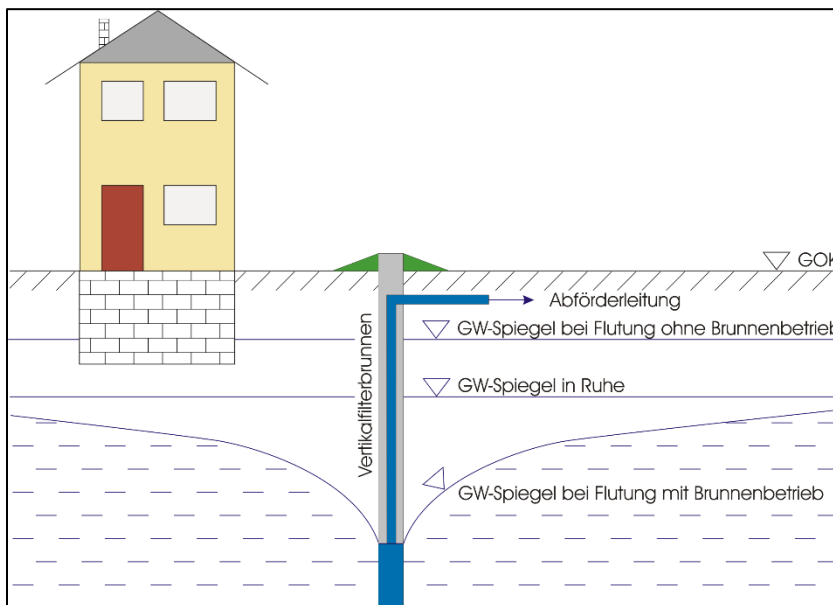 GOK
Abförderleitung
GW-Spiegel bei Flutung ohne Brunnenbetrieb
GW-Spiegel in Ruhe
Vertikalfilterbrunnen
GW-Spiegel bei Flutung mit Brunnenbetrieb